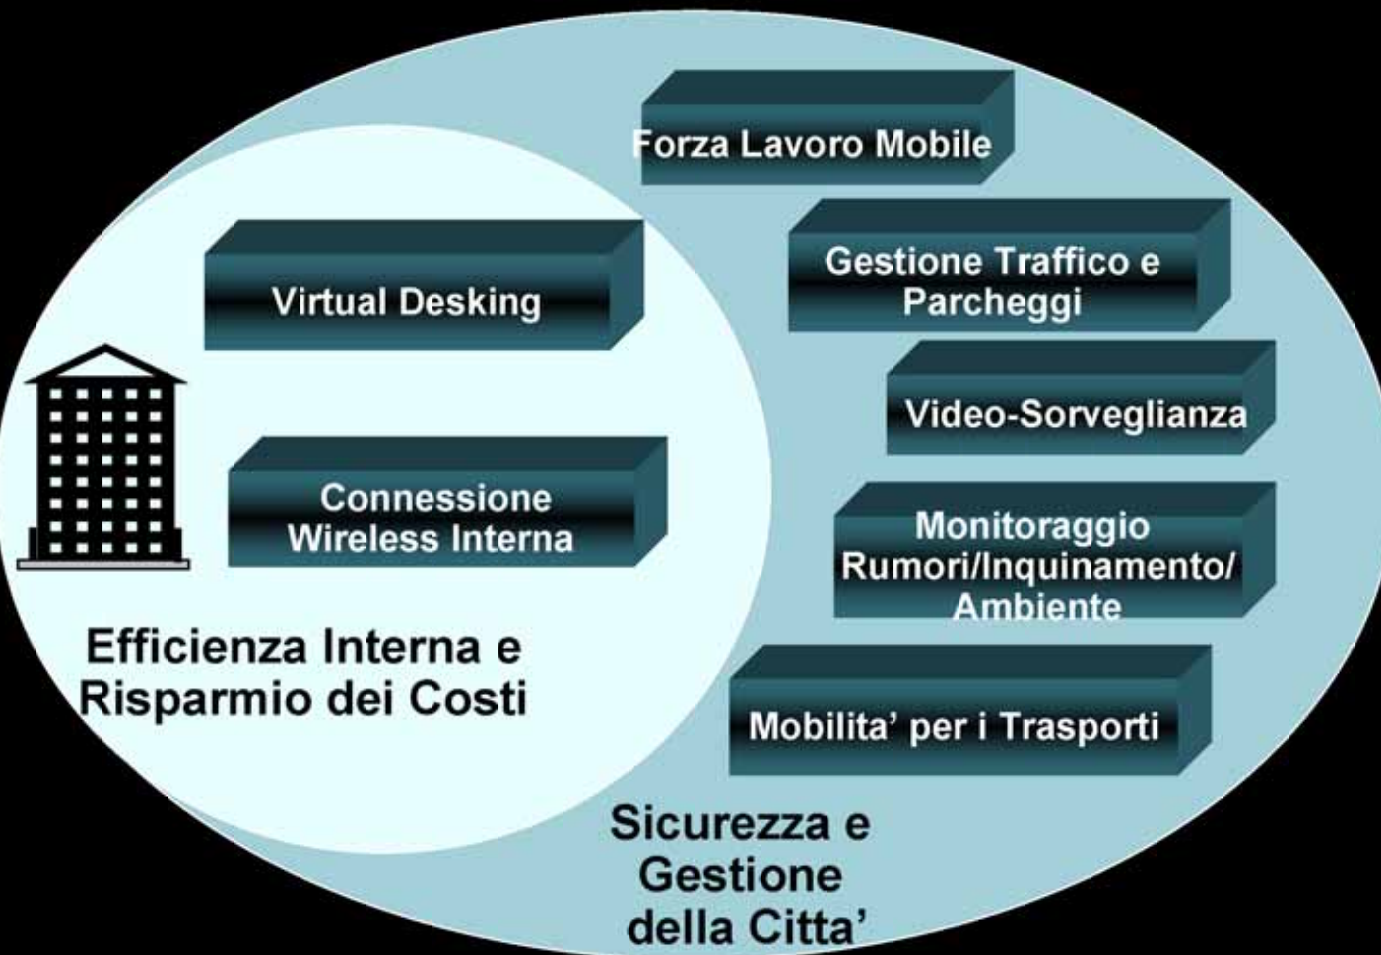 Forza Lavoro Mobile
Gestione Traffico e
Parcheggi
Virtual Desking
Video-Sorveglianza
Connessione
Wireless Interna
Monitoraggio
Rumori/Inquinamento/
Ambiente
Efficienza Interna e
Risparmio dei Costi
Mobilita' per i Trasporti
Sicurezza e
Gestione
della Citta'